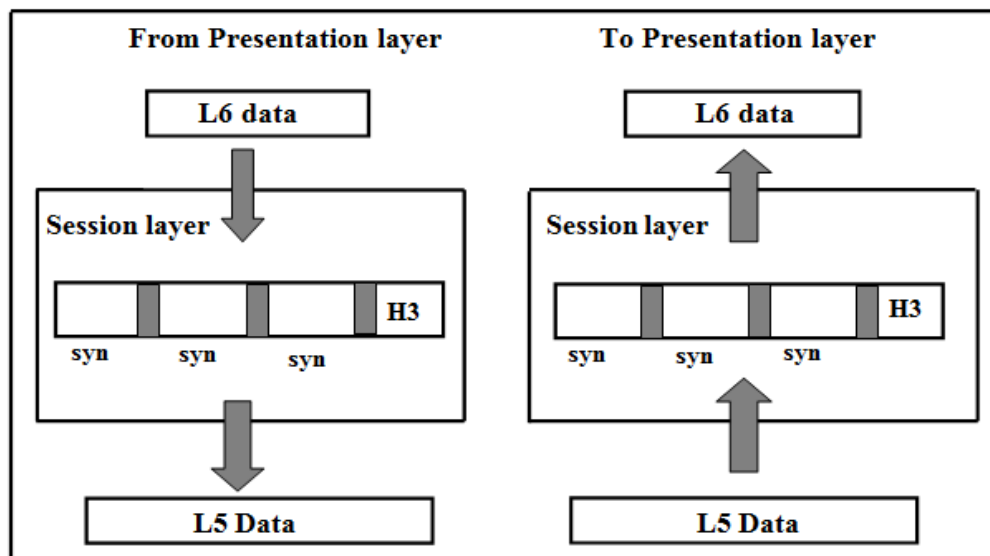 From Presentation layer
L6 data
Session layer
H3
syn syn syn
L5 Data
To Presentation layer
L6 data
Session layer
H3
syn syn syn
L5 Data